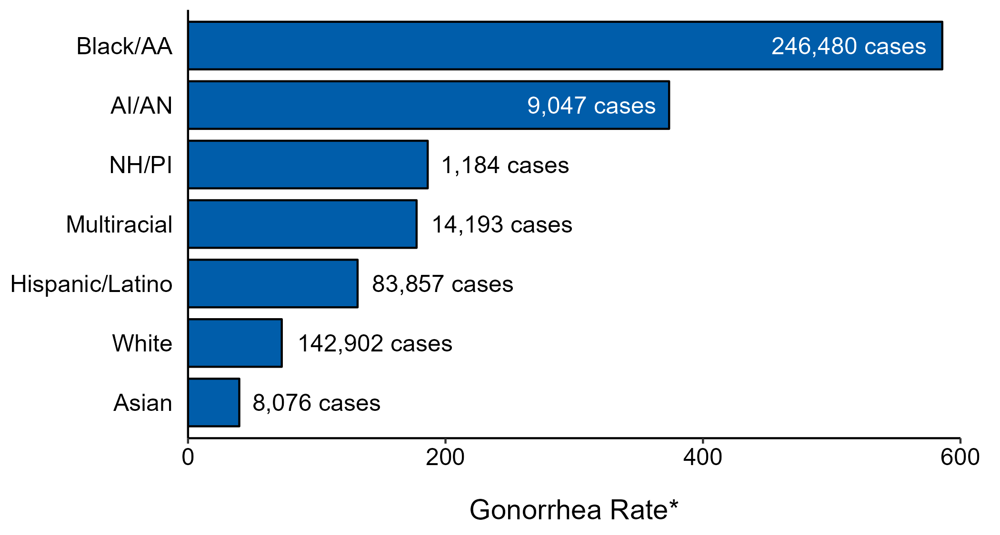 Black/AA 246,480 cases
AI/AN 9,047 cases
NH/PI 1,184 cases
Multiracial 14,193 cases
Hispanic/Latino 83,857 cases
White 142,902 cases
Asian 8,076 cases
0 200 400 600
Gonorrhea Rate*